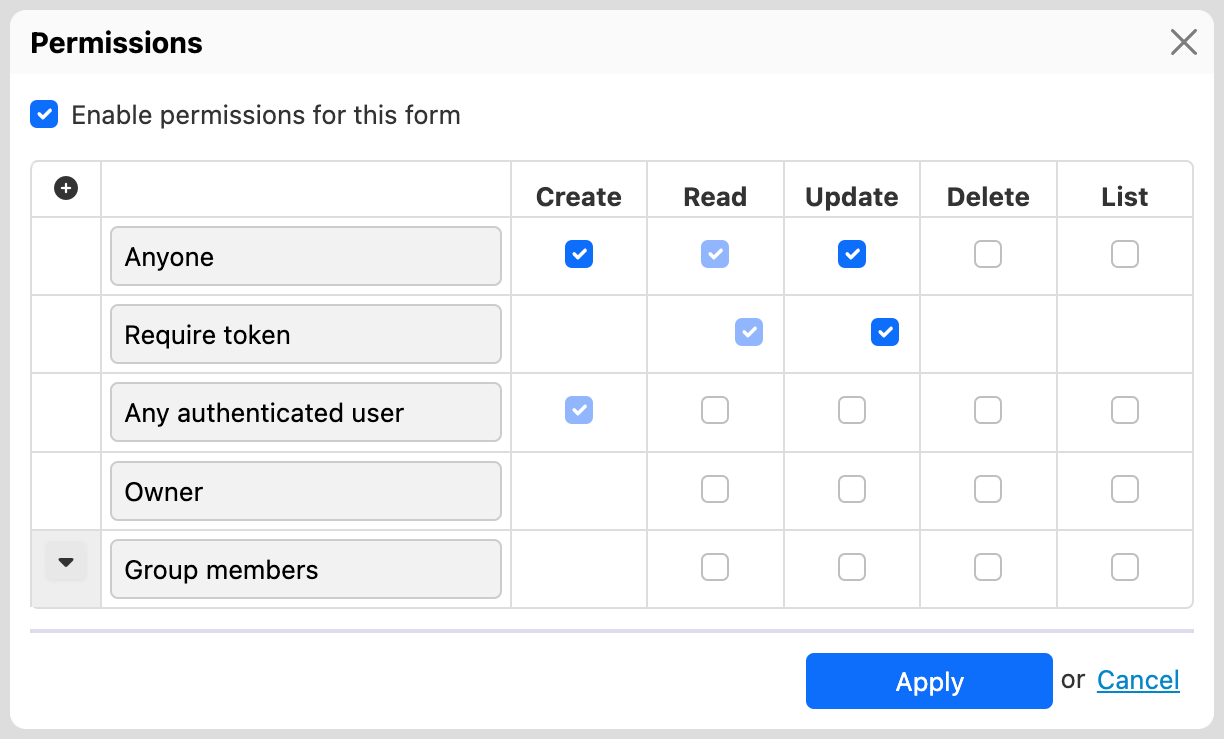 Permissions
Enable permissions for this form
Create Read Update Delete List
Anyone
Require token
Any authenticated user
Owner
Group members
Apply or Cancel